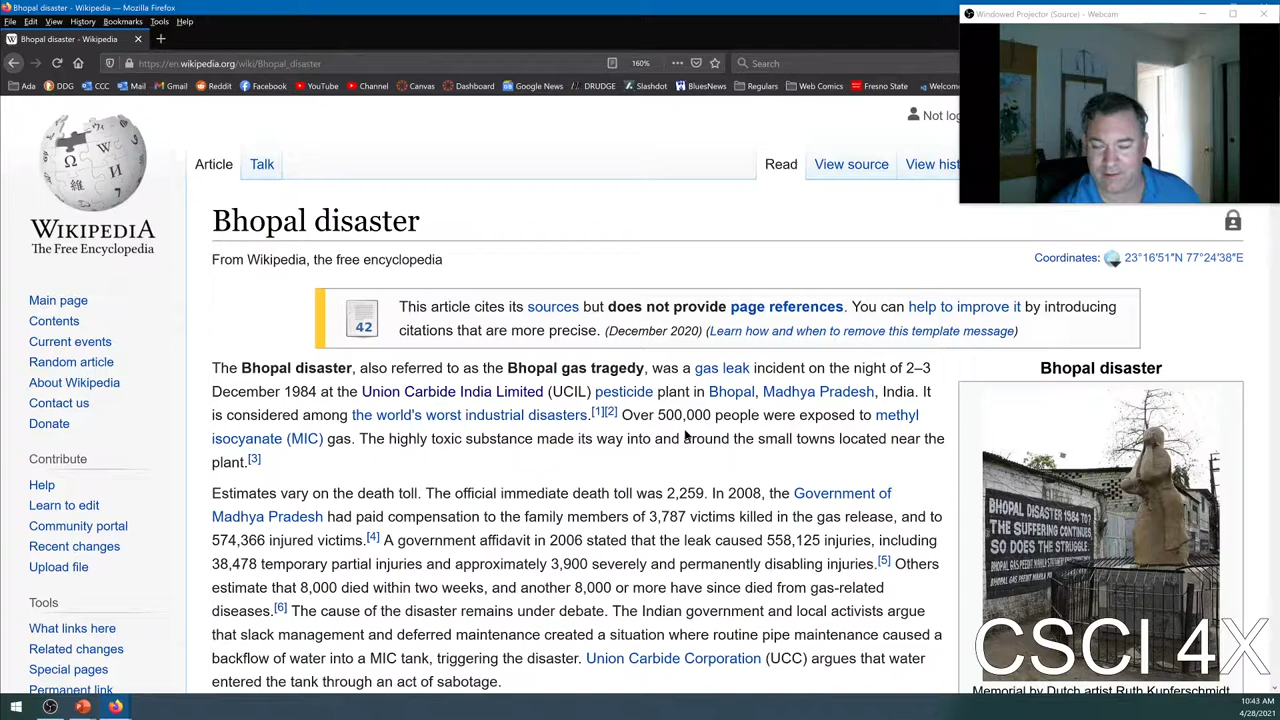 Bhopal disaster - Wikipedia — Mozilla Firefox
File Edit View History Bookmarks Tools Help
Windowed Projector (Source) - Webcam
Bhopal disaster - Wikipedia
https://en.wikipedia.org/wiki/Bhopal_disaster
160%
Search
Ada DDG CCC Mail Gmail Reddit Facebook YouTube Channel Canvas Dashboard Google News DRUDGE Slashdot BluesNews Regulars Web Comics Fresno State Welcome
Not log
Article Talk Read View source View hist
WIKIPEDIA
The Free Encyclopedia
Main page
Contents
Current events
Random article
About Wikipedia
Contact us
Donate
Contribute
Help
Learn to edit
Community portal
Recent changes
Upload file
Tools
What links here
Related changes
Special pages
Permanent link
Bhopal disaster
From Wikipedia, the free encyclopedia
Coordinates: 23°16′51″N 77°24′38″E
42
This article cites its sources but does not provide page references. You can help to improve it by introducing
citations that are more precise. (December 2020) (Learn how and when to remove this template message)
The Bhopal disaster, also referred to as the Bhopal gas tragedy, was a gas leak incident on the night of 2–3
December 1984 at the Union Carbide India Limited (UCIL) pesticide plant in Bhopal, Madhya Pradesh, India. It
is considered among the world's worst industrial disasters.[1][2] Over 500,000 people were exposed to methyl
isocyanate (MIC) gas. The highly toxic substance made its way into and around the small towns located near the
plant.[3]
Estimates vary on the death toll. The official immediate death toll was 2,259. In 2008, the Government of
Madhya Pradesh had paid compensation to the family members of 3,787 victims killed in the gas release, and to
574,366 injured victims.[4] A government affidavit in 2006 stated that the leak caused 558,125 injuries, including
38,478 temporary partial injuries and approximately 3,900 severely and permanently disabling injuries.[5] Others
estimate that 8,000 died within two weeks, and another 8,000 or more have since died from gas-related
diseases.[6] The cause of the disaster remains under debate. The Indian government and local activists argue
that slack management and deferred maintenance created a situation where routine pipe maintenance caused a
backflow of water into a MIC tank, triggering the disaster. Union Carbide Corporation (UCC) argues that water
entered the tank through an act of sabotage.
Bhopal disaster
BHOPAL DISASTER 1984 TO?
THE SUFFERING CONTINUES,
SO DOES THE STRUGGLE.
CSCI 4X
Memorial by Dutch artist Ruth Kupferschmidt
10:43 AM
4/28/2021